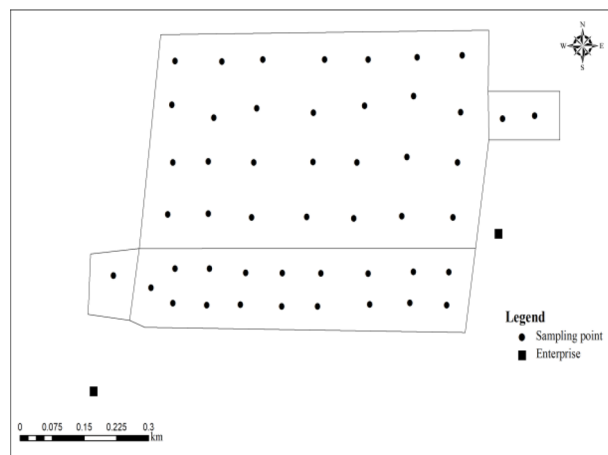 N
W E
S
Legend
Sampling point
Enterprise
0 0.075 0.15 0.225 0.3
km